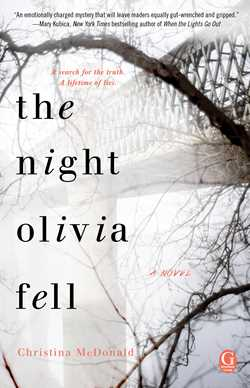 "An emotionally charged mystery that will leave readers equally gut-wrenched and gripped."
—Mary Kubica, New York Times bestselling author of When the Lights Go Out
A search for the truth.
A lifetime of lies.
the
night
olivia
fell
A NOVEL
Christina McDonald
G